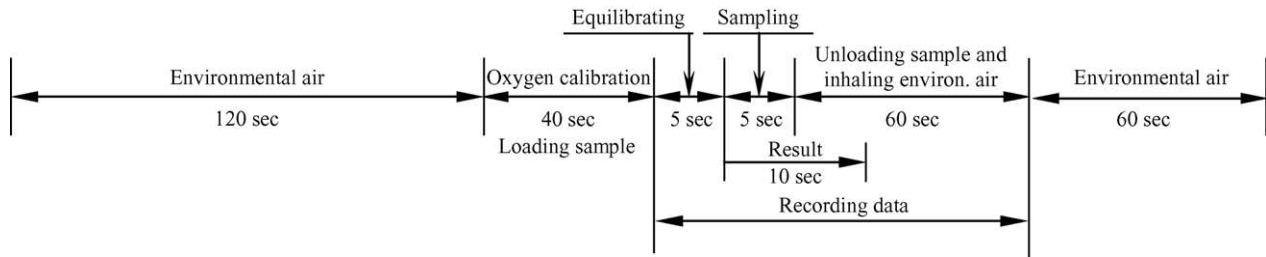 Equilibrating
Sampling
Environmental air
120 sec
Oxygen calibration
40 sec
Loading sample
5 sec
5 sec
Unloading sample and
inhaling environ. air
60 sec
Environmental air
60 sec
Result
10 sec
Recording data